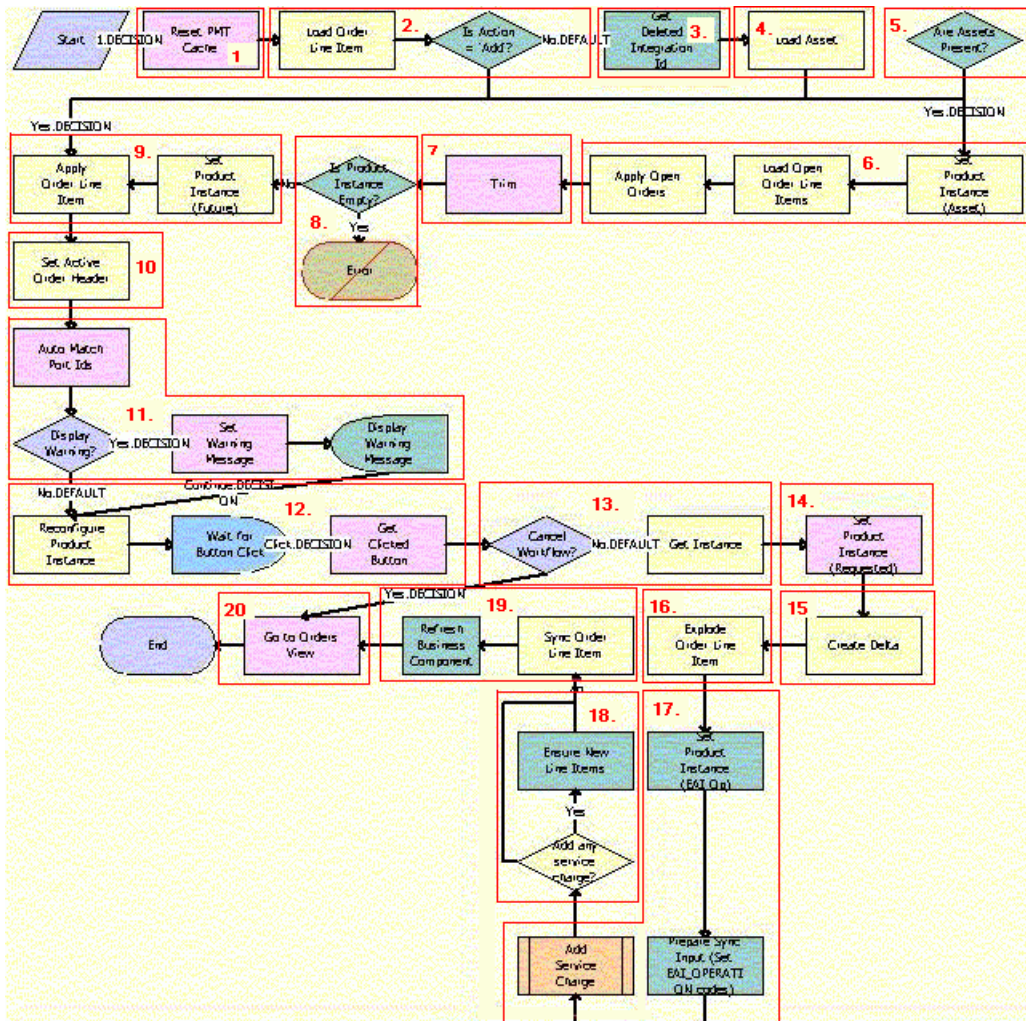 Start
1.DECISION
Reset PMT
Cache
1
Load Order
Line Item
2.
Is Action
= 'Add'?
No.DEFAULT
Get
Deleted
Integration
Id
3.
4.
Load Asset
5.
Are Assets
Present?
Yes.DECISION
Yes.DECISION
9.
Apply
Order Line
Item
Set
Product
Instance
(Future)
No
Is Product
Instance
Empty?
Yes
8.
Error
7
Trim
Apply Open
Orders
Load Open
Order Line
Items
6.
Set
Product
Instance
(Asset)
Set Active
Order Header
10
Auto Match
Port Ids
11.
Display
Warning?
Yes.DECISION
Set
Warning
Message
Display
Warning
Message
No.DEFAULT
Continue.DECISI
ON
12.
Reconfigure
Product
Instance
Wait for
Button Click
Click.DECISION
Get
Clicked
Button
13.
Cancel
Workflow?
No.DEFAULT
Get Instance
14.
Set
Product
Instance
(Requested)
Yes.DECISION
20
End
Go to Orders
View
19.
Refresh
Business
Component
Sync Order
Line Item
16.
Explode
Order Line
Item
15
Create Delta
18.
Ensure New
Line Items
Yes
Add any
service
charge?
17.
Set
Product
Instance
(EAI Op)
Add
Service
Charge
Prepare Sync
Input (Set
EAI_OPERATI
ON codes)